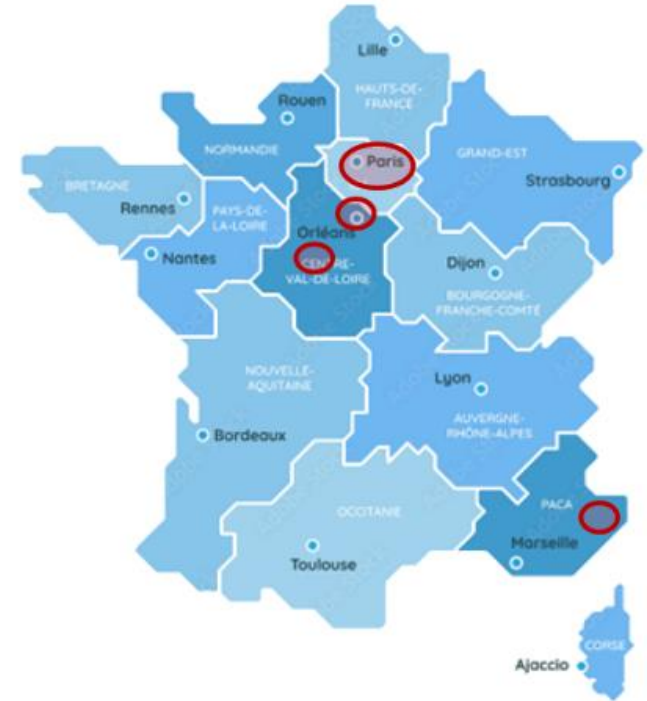 Lille
HAUTS-DE-
FRANCE
Rouen
NORMANDIE
Paris
GRAND-EST
Strasbourg
BRETAGNE
Rennes
PAYS-DE-
LA-LOIRE
Orléans
Nantes
CENTRE-
VAL-DE-LOIRE
Dijon
BOURGOGNE-
FRANCHE-COMTÉ
NOUVELLE-
AQUITAINE
Lyon
AUVERGNE-
RHÔNE-ALPES
Bordeaux
OCCITANIE
PACA
Marseille
Toulouse
CORSE
Ajaccio